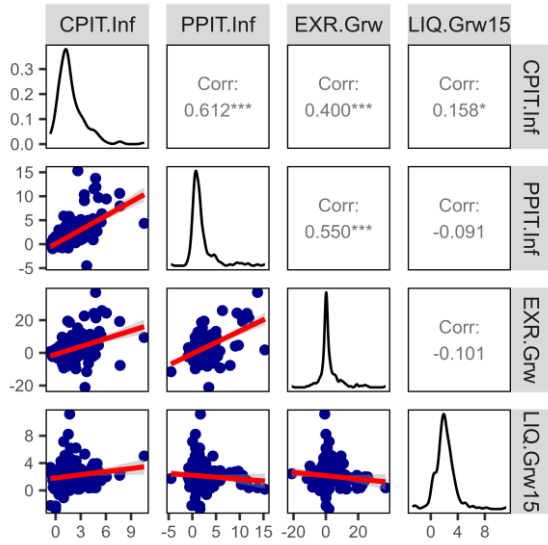 CPIT.Inf PPIT.Inf EXR.Grw LIQ.Grw15
0.3
0.2
0.1
0.0
Corr:
0.612***
Corr:
0.400***
Corr:
0.158*
CPIT.Inf
15
10
5
0
-5
Corr:
0.550***
Corr:
-0.091
PPIT.Inf
20
0
-20
Corr:
-0.101
EXR.Grw
8
4
0
LIQ.Grw15
0 3 6 9
-5 0 5 10 15
-20 0 20
0 4 8